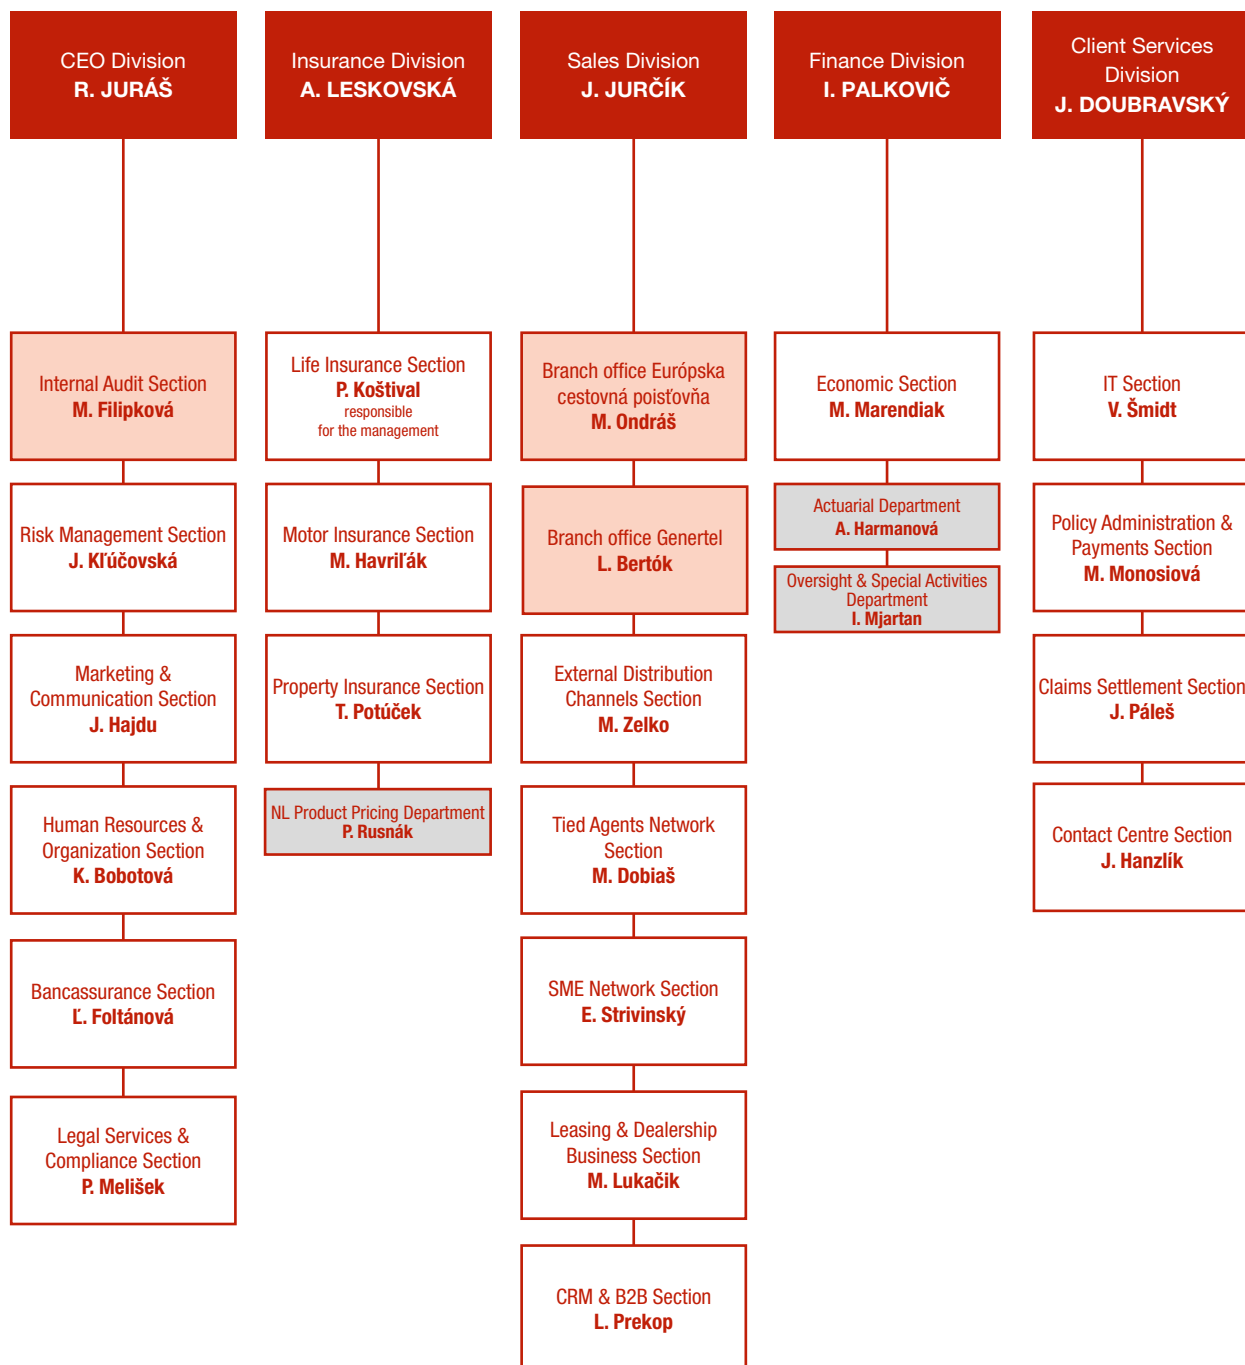 CEO Division
R. JURÁŠ
Insurance Division
A. LESKOVSKÁ
Sales Division
J. JURČÍK
Finance Division
I. PALKOVIČ
Client Services
Division
J. DOUBRAVSKÝ
Internal Audit Section
M. Filipková
Risk Management Section
J. Kľúčovská
Marketing &
Communication Section
J. Hajdu
Human Resources &
Organization Section
K. Bobotová
Bancassurance Section
Ľ. Foltánová
Legal Services &
Compliance Section
P. Melišek
Life Insurance Section
P. Koštival
responsible
for the management
Motor Insurance Section
M. Havriľák
Property Insurance Section
T. Potúček
NL Product Pricing Department
P. Rusnák
Branch office Európska
cestovná poisťovňa
M. Ondráš
Branch office Genertel
L. Bertók
External Distribution
Channels Section
M. Zelko
Tied Agents Network
Section
M. Dobiaš
SME Network Section
E. Strivinský
Leasing & Dealership
Business Section
M. Lukačik
CRM & B2B Section
L. Prekop
Economic Section
M. Marendiak
Actuarial Department
A. Harmanová
Oversight & Special Activities
Department
I. Mjartan
IT Section
V. Šmidt
Policy Administration &
Payments Section
M. Monosiová
Claims Settlement Section
J. Páleš
Contact Centre Section
J. Hanzlík